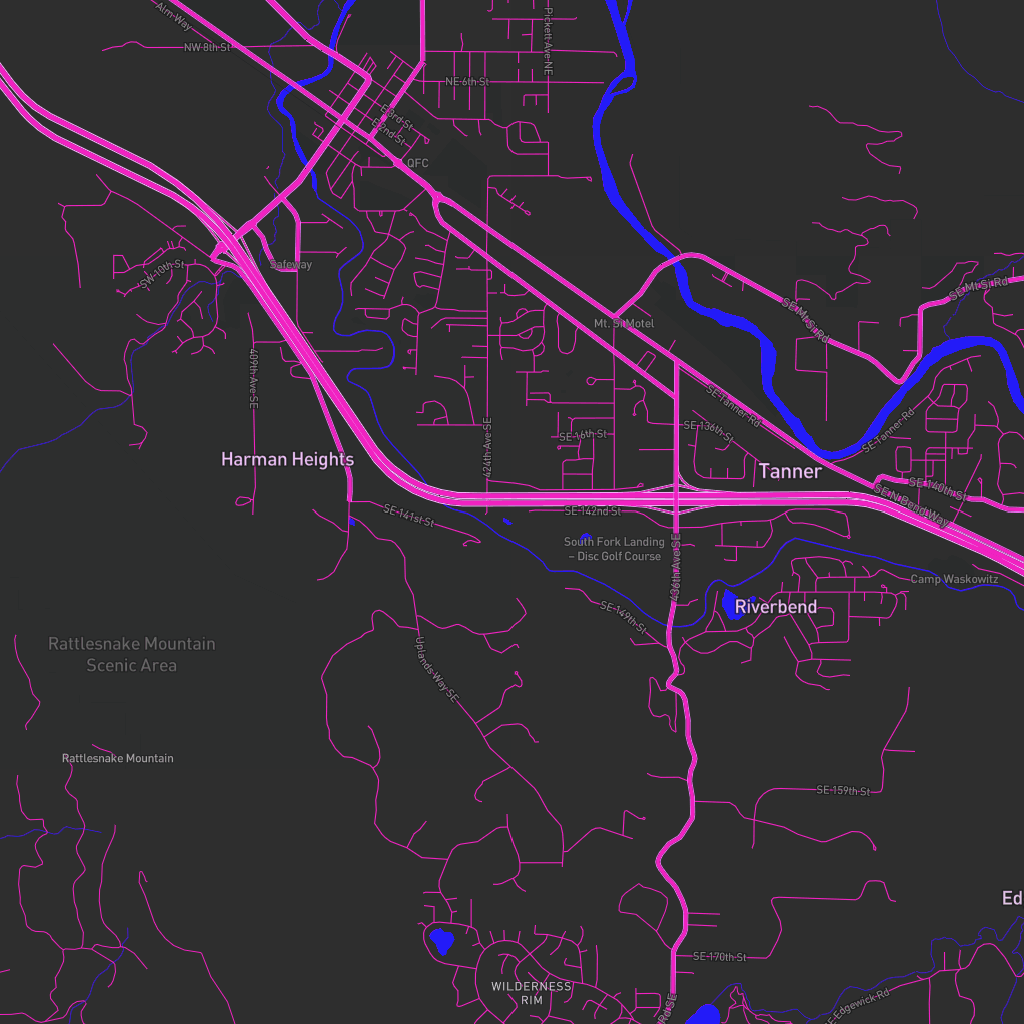 Alm Way
Pickett Ave NE
NW 8th St
NE 6th St
E 3rd St
E 2nd St
QFC
SW 10th St
Safeway
SE Mt Si Rd
Mt. Si Motel
SE Mt Si Rd
409th Ave SE
SE Tanner Rd
SE Tanner Rd
424th Ave SE
SE 16th St
SE 136th St
Harman Heights
Tanner
SE 140th St
SE N Bend Way
SE 141st St
SE 142nd St
South Fork Landing
– Disc Golf Course
436th Ave SE
Camp Waskowitz
SE 149th St
Riverbend
Rattlesnake Mountain
Scenic Area
Uplands Way SE
Rattlesnake Mountain
SE 159th St
Ed
SE 170th St
WILDERNESS
RIM
SE Edgewick Rd
Rd SE